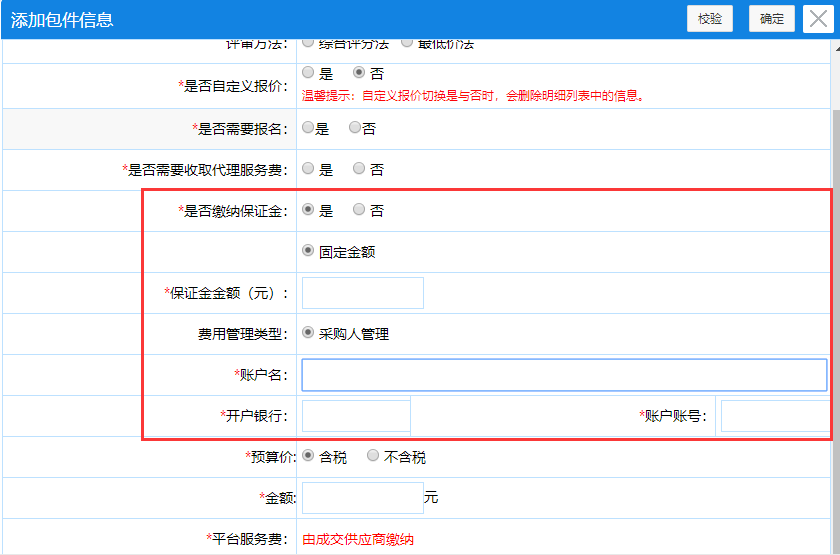 添加包件信息 校验 确定
评审方法： 综合评分法 最低价法
*是否自定义报价： 是 否
温馨提示：自定义报价切换是与否时，会删除明细列表中的信息。
*是否需要报名： 是 否
*是否需要收取代理服务费： 是 否
*是否缴纳保证金： 是 否
固定金额
*保证金金额（元）：
费用管理类型： 采购人管理
*账户名：
*开户银行： *账户账号：
*预算价: 含税 不含税
*金额: 元
*平台服务费： 由成交供应商缴纳